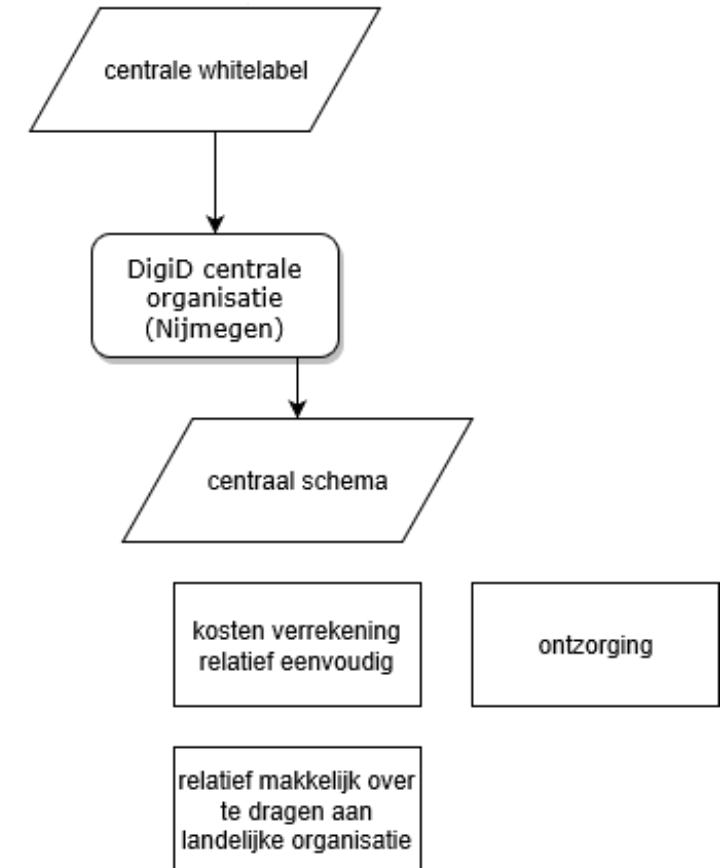 centrale whitelabel
DigiD centrale
organisatie
(Nijmegen)
centraal schema
kosten verrekening
relatief eenvoudig
ontzorging
relatief makkelijk over
te dragen aan
landelijke organisatie